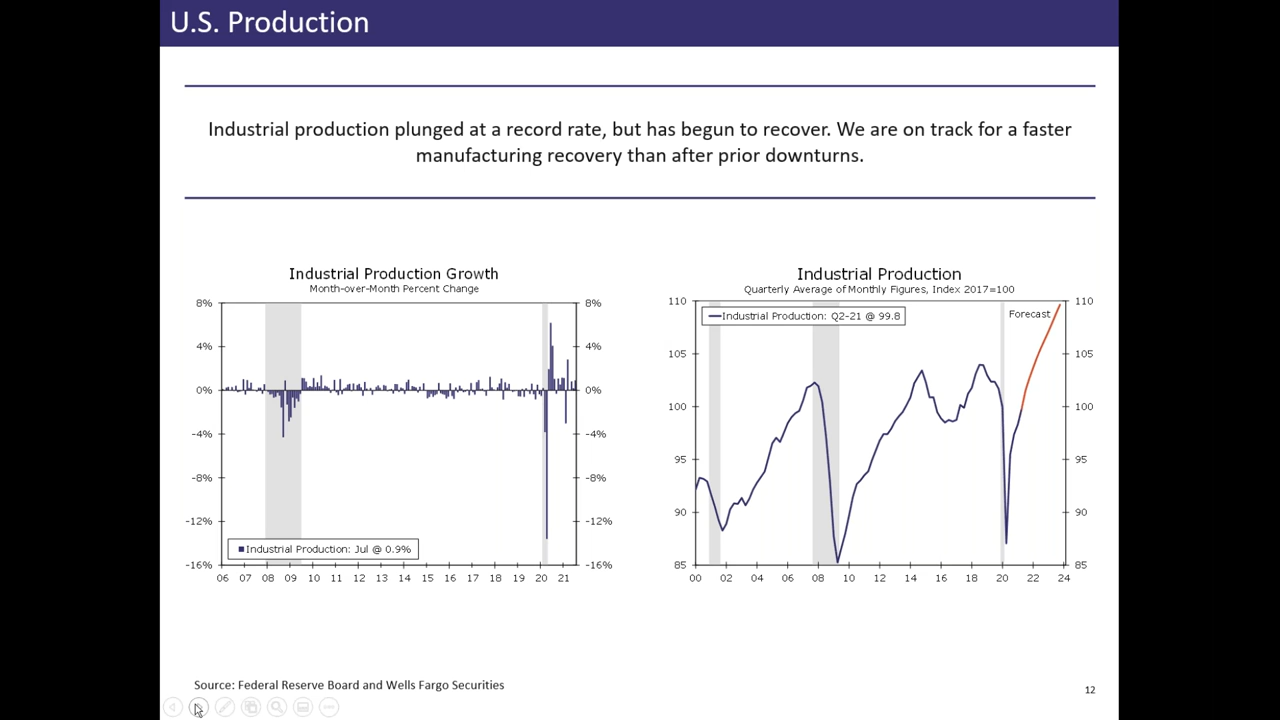 U.S. Production
Industrial production plunged at a record rate, but has begun to recover. We are on track for a faster
manufacturing recovery than after prior downturns.
Industrial Production Growth
Month-over-Month Percent Change
8%
4%
0%
-4%
-8%
-12%
-16%
8%
4%
0%
-4%
-8%
-12%
-16%
Industrial Production: Jul @ 0.9%
06 07 08 09 10 11 12 13 14 15 16 17 18 19 20 21
Industrial Production
Quarterly Average of Monthly Figures, Index 2017=100
110
105
100
95
90
85
110
105
100
95
90
85
Industrial Production: Q2-21 @ 99.8
Forecast
00 02 04 06 08 10 12 14 16 18 20 22 24
Source: Federal Reserve Board and Wells Fargo Securities
12